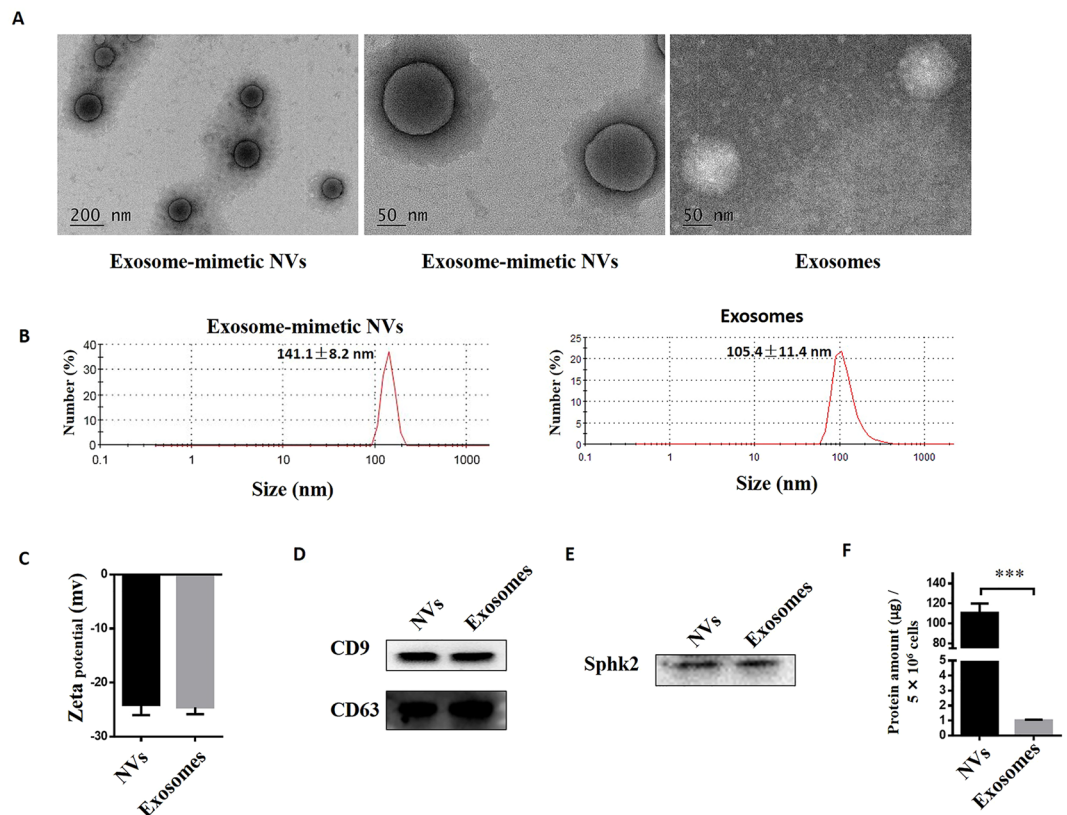 A
200 nm
50 nm
50 nm
Exosome-mimetic NVs
Exosome-mimetic NVs
Exosomes
B
Exosome-mimetic NVs
141.1±8.2 nm
Number (%)
40
30
20
10
0
0.1
1
10
100
1000
Size (nm)
Exosomes
105.4±11.4 nm
Number (%)
25
20
15
10
5
0
0.1
1
10
100
1000
Size (nm)
C
Zeta potential (mv)
0
-10
-20
-30
NVs
Exosomes
D
NVs
Exosomes
CD9
CD63
E
NVs
Exosomes
Sphk2
F
Protein amount (µg) /
5 × 10⁶ cells
140
120
100
80
5
4
3
2
1
0
***
NVs
Exosomes